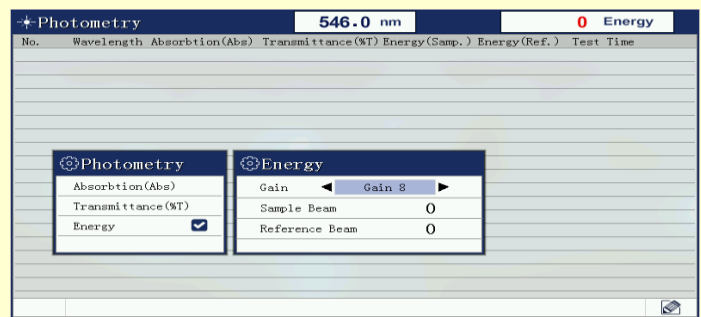 Photometry 546.0 nm 0 Energy
No. Wavelength Absorbtion(Abs) Transmittance(%T) Energy(Samp.) Energy(Ref.) Test Time
Photometry
Absorbtion(Abs)
Transmittance(%T)
Energy
Energy
Gain Gain 8
Sample Beam 0
Reference Beam 0